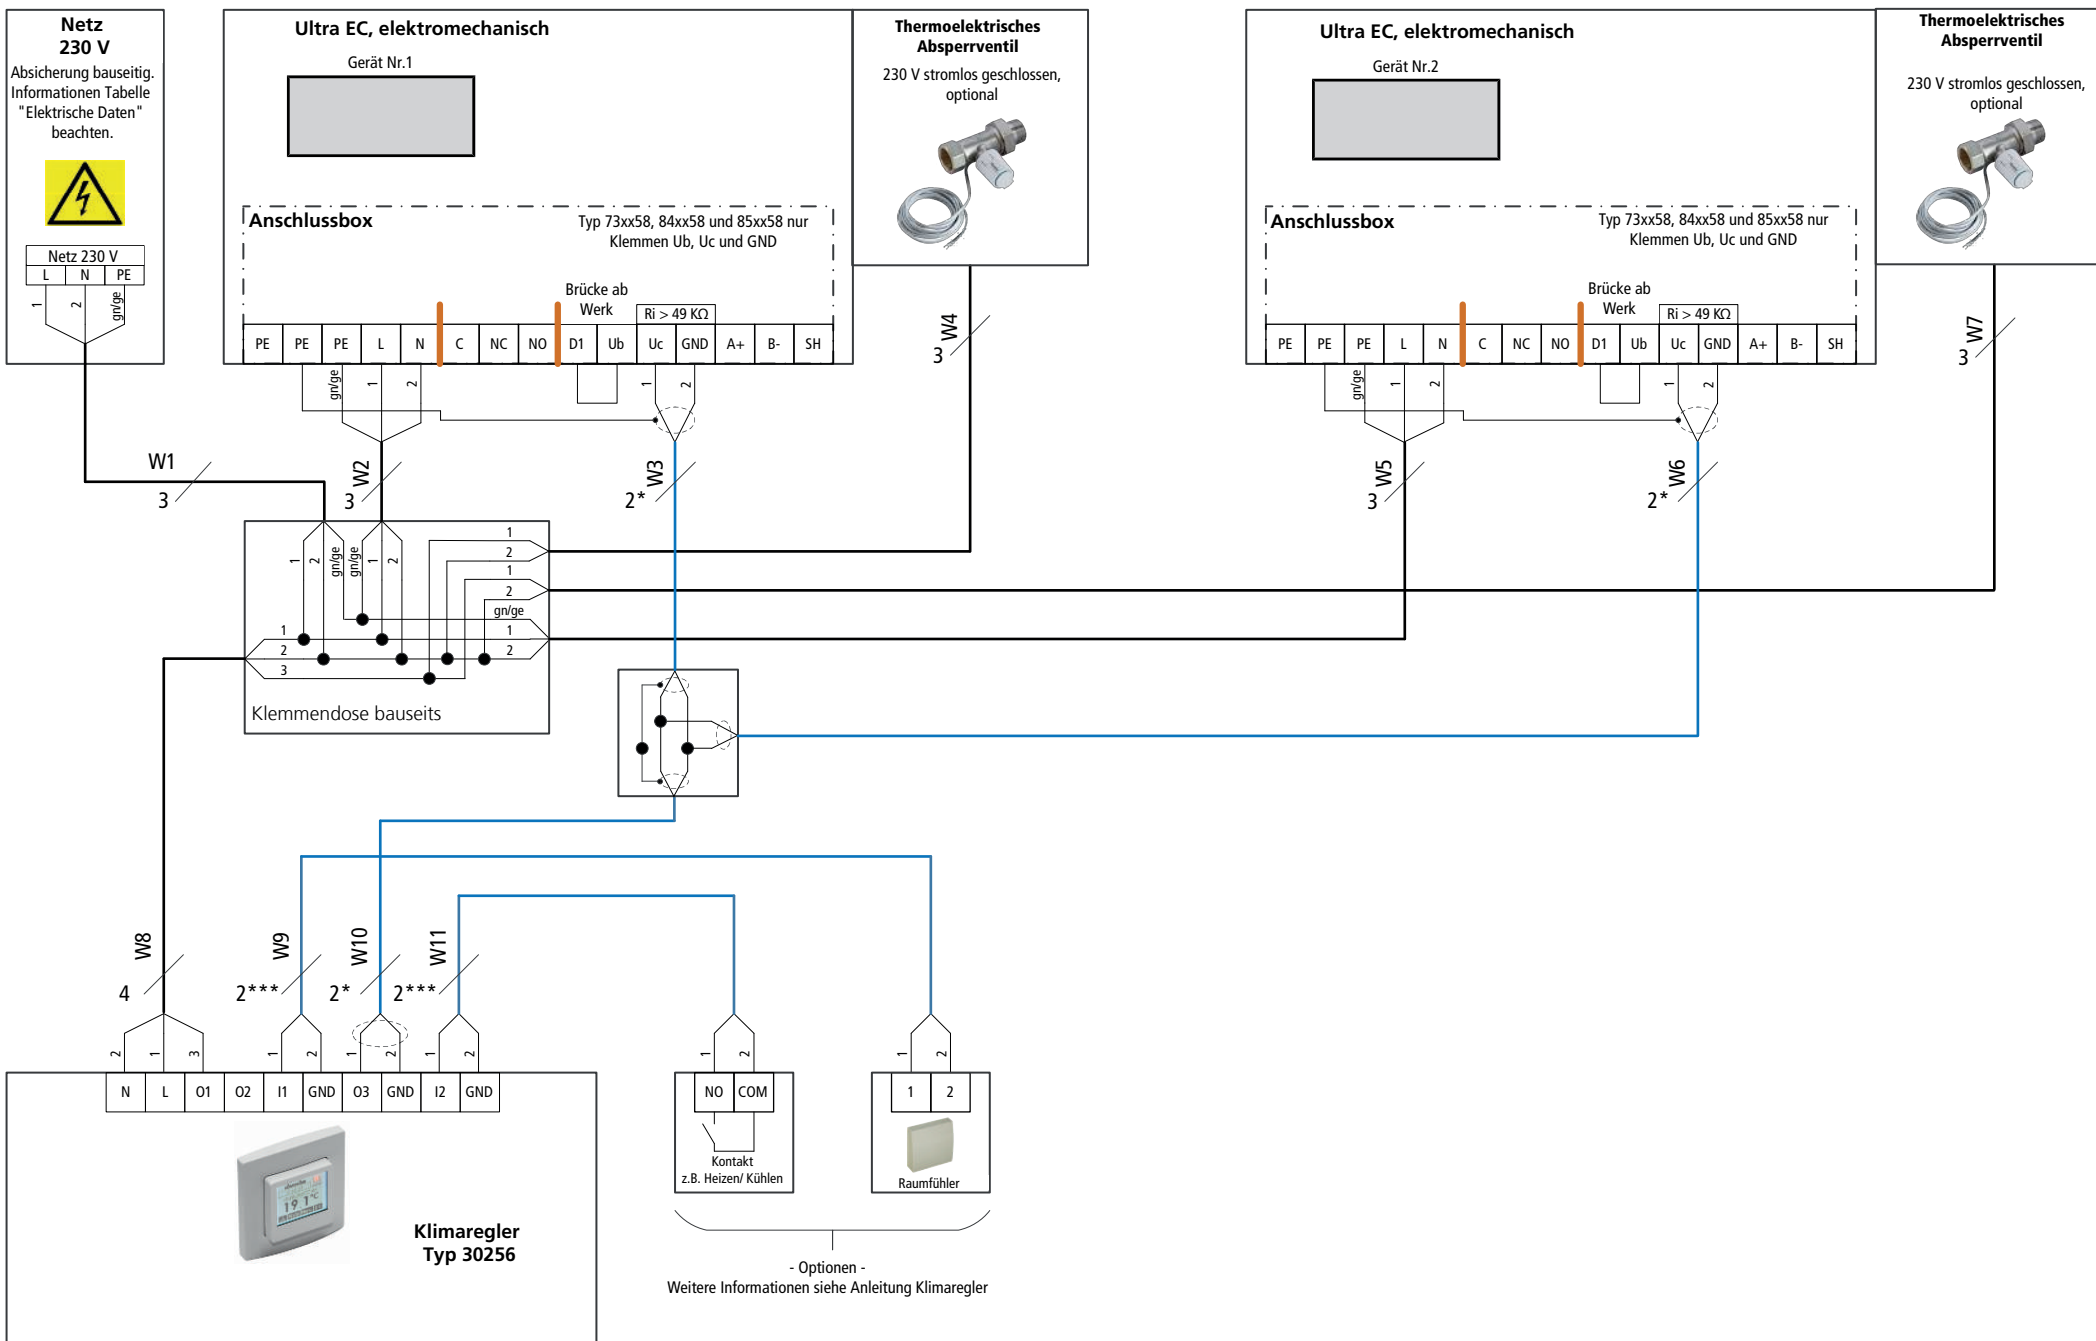 Netz
230 V
Absicherung bauseitig.
Informationen Tabelle
"Elektrische Daten"
beachten.
Netz 230 V
L N PE
1 2 gn/ge
Ultra EC, elektromechanisch
Gerät Nr.1
Anschlussbox
Typ 73xx58, 84xx58 und 85xx58 nur
Klemmen Ub, Uc und GND
Brücke ab
Werk
Ri > 49 KΩ
PE PE PE L N C NC NO D1 Ub Uc GND A+ B- SH
gn/ge 1 2 1 2
Thermoelektrisches
Absperrventil
230 V stromlos geschlossen,
optional
W4
3
Ultra EC, elektromechanisch
Gerät Nr.2
Anschlussbox
Typ 73xx58, 84xx58 und 85xx58 nur
Klemmen Ub, Uc und GND
Brücke ab
Werk
Ri > 49 KΩ
PE PE PE L N C NC NO D1 Ub Uc GND A+ B- SH
gn/ge 1 2 1 2
Thermoelektrisches
Absperrventil
230 V stromlos geschlossen,
optional
W7
3
W1
3
W2
3
W3
2*
W5
3
W6
2*
1 2 gn/ge gn/ge 1 2
1
2
1
2
gn/ge
1
2
1
2
3
Klemmendose bauseits
W8
4
W9
2***
W10
2*
W11
2***
2 1 3 1 2 1 2 1 2
N L O1 O2 I1 GND O3 GND I2 GND
19 1°C
Klimaregler
Typ 30256
1 2
NO COM
Kontakt
z.B. Heizen/ Kühlen
1 2
1 2
Raumfühler
- Optionen -
Weitere Informationen siehe Anleitung Klimaregler